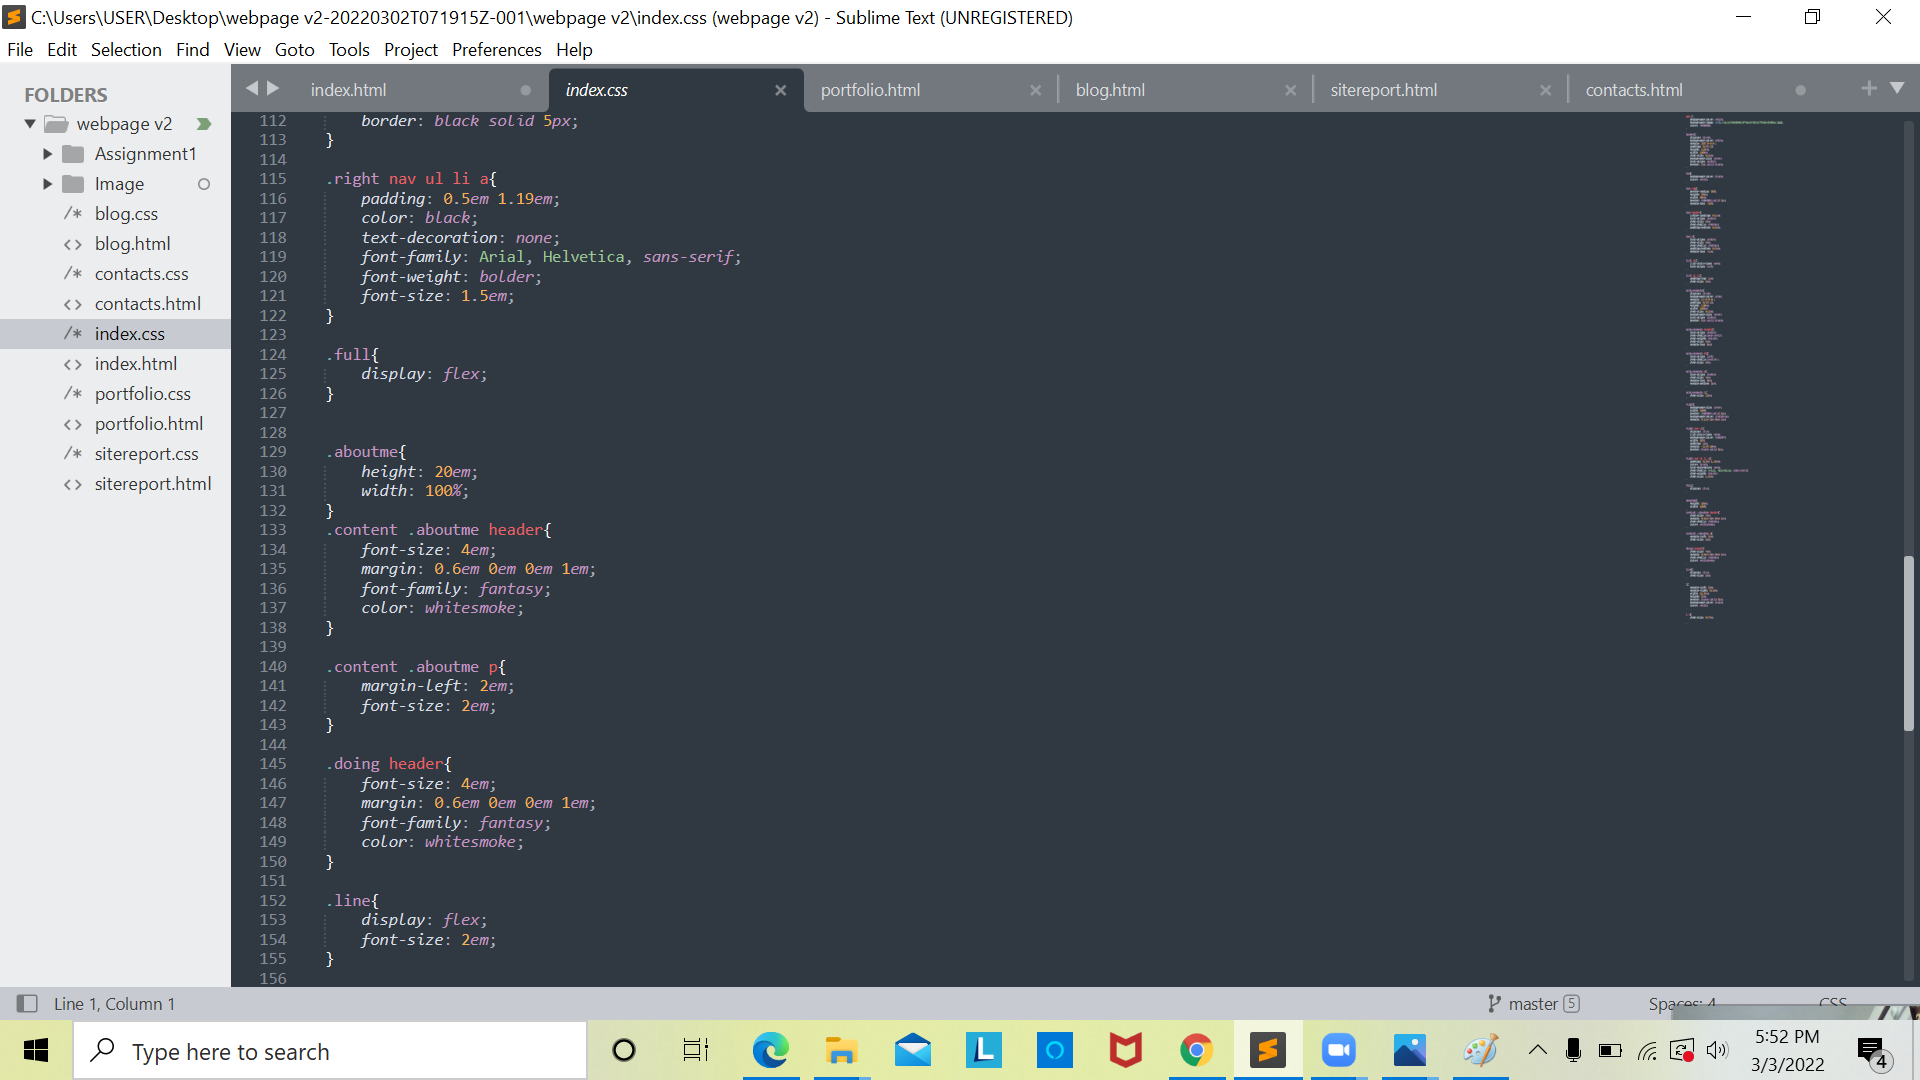 C:\Users\USER\Desktop\webpage v2-20220302T071915Z-001\webpage v2\index.css (webpage v2) - Sublime Text (UNREGISTERED)
File Edit Selection Find View Goto Tools Project Preferences Help
FOLDERS
webpage v2
Assignment1
Image
/* blog.css
<> blog.html
/* contacts.css
<> contacts.html
/* index.css
<> index.html
/* portfolio.css
<> portfolio.html
/* sitereport.css
<> sitereport.html
index.html index.css portfolio.html blog.html sitereport.html contacts.html
112 border: black solid 5px;
113 }
114
115 .right nav ul li a{
116 padding: 0.5em 1.19em;
117 color: black;
118 text-decoration: none;
119 font-family: Arial, Helvetica, sans-serif;
120 font-weight: bolder;
121 font-size: 1.5em;
122 }
123
124 .full{
125 display: flex;
126 }
127
128
129 .aboutme{
130 height: 20em;
131 width: 100%;
132 }
133 .content .aboutme header{
134 font-size: 4em;
135 margin: 0.6em 0em 0em 1em;
136 font-family: fantasy;
137 color: whitesmoke;
138 }
139
140 .content .aboutme p{
141 margin-left: 2em;
142 font-size: 2em;
143 }
144
145 .doing header{
146 font-size: 4em;
147 margin: 0.6em 0em 0em 1em;
148 font-family: fantasy;
149 color: whitesmoke;
150 }
151
152 .line{
153 display: flex;
154 font-size: 2em;
155 }
156
Line 1, Column 1 master 5 Spaces: 4 CSS
Type here to search
5:52 PM
3/3/2022
4